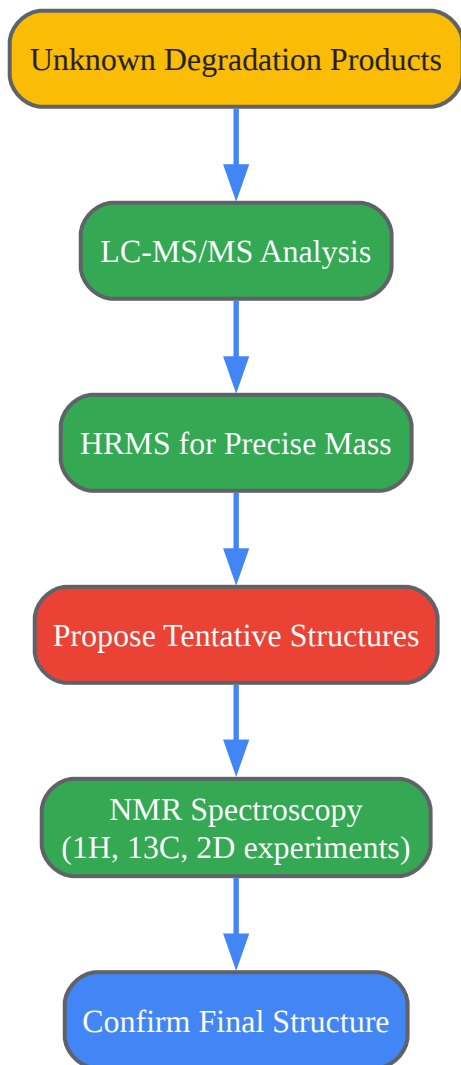 Unknown Degradation Products
LC-MS/MS Analysis
HRMS for Precise Mass
Propose Tentative Structures
NMR Spectroscopy
(1H, 13C, 2D experiments)
Confirm Final Structure